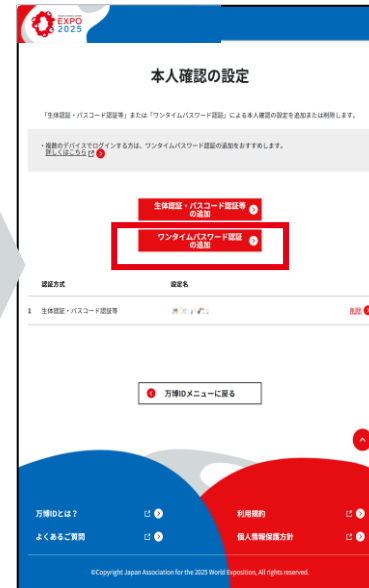 EXPO
2025
本人確認の設定
「生体認証・パスコード認証等」または「ワンタイムパスワード認証」による本人確認の設定を追加または削除します。
・複数のデバイスでログインする方は、ワンタイムパスワード認証の追加をおすすめします。
詳しくはこちら
生体認証・パスコード認証等
の追加
ワンタイムパスワード認証
の追加
認証方式 設定名
1 生体認証・パスコード認証等 削除
万博IDメニューに戻る
万博IDとは？ 利用規約
よくあるご質問 個人情報保護方針
©Copyright Japan Association for the 2025 World Exposition, All rights reserved.